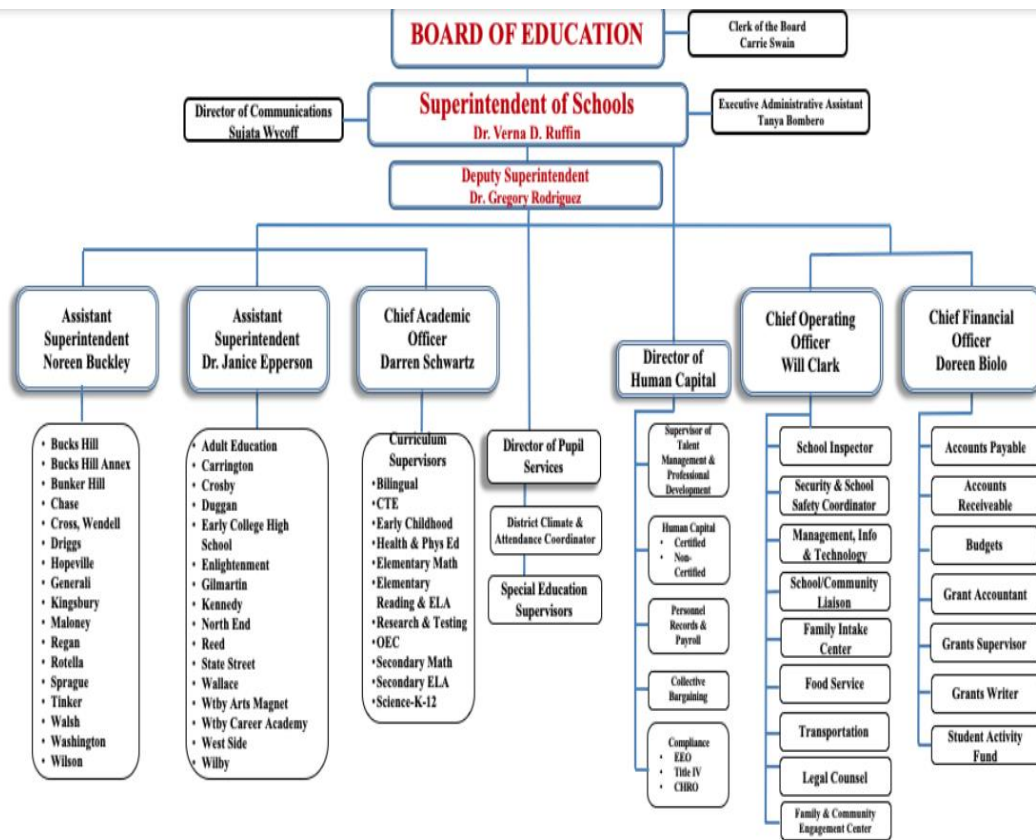 BOARD OF EDUCATION
Clerk of the Board
Carrie Swain
Director of Communications
Sujata Wycoff
Superintendent of Schools
Dr. Verna D. Ruffin
Executive Administrative Assistant
Tanya Bombero
Deputy Superintendent
Dr. Gregory Rodriguez
Assistant
Superintendent
Noreen Buckley
Assistant
Superintendent
Dr. Janice Epperson
Chief Academic
Officer
Darren Schwartz
Director of
Human Capital
Chief Operating
Officer
Will Clark
Chief Financial
Officer
Doreen Biolo
• Bucks Hill
• Bucks Hill Annex
• Bunker Hill
• Chase
• Cross, Wendell
• Driggs
• Hopeville
• Generali
• Kingsbury
• Maloney
• Regan
• Rotella
• Sprague
• Tinker
• Walsh
• Washington
• Wilson
• Adult Education
• Carrington
• Crosby
• Duggan
• Early College High
School
• Enlightenment
• Gilmartin
• Kennedy
• North End
• Reed
• State Street
• Wallace
• Wtby Arts Magnet
• Wtby Career Academy
• West Side
• Wilby
Curriculum
Supervisors
•Bilingual
•CTE
•Early Childhood
•Health & Phys Ed
•Elementary Math
•Elementary
Reading & ELA
•Research & Testing
•OEC
•Secondary Math
•Secondary ELA
•Science-K-12
Director of Pupil
Services
District Climate &
Attendance Coordinator
Special Education
Supervisors
Supervisor of
Talent
Management &
Professional
Development
Human Capital
• Certified
• Non-
Certified
Personnel
Records &
Payroll
Collective
Bargaining
Compliance
• EEO
• Title IV
• CHRO
School Inspector
Security & School
Safety Coordinator
Management, Info
& Technology
School/Community
Liaison
Family Intake
Center
Food Service
Transportation
Legal Counsel
Family & Community
Engagement Center
Accounts Payable
Accounts
Receivable
Budgets
Grant Accountant
Grants Supervisor
Grants Writer
Student Activity
Fund